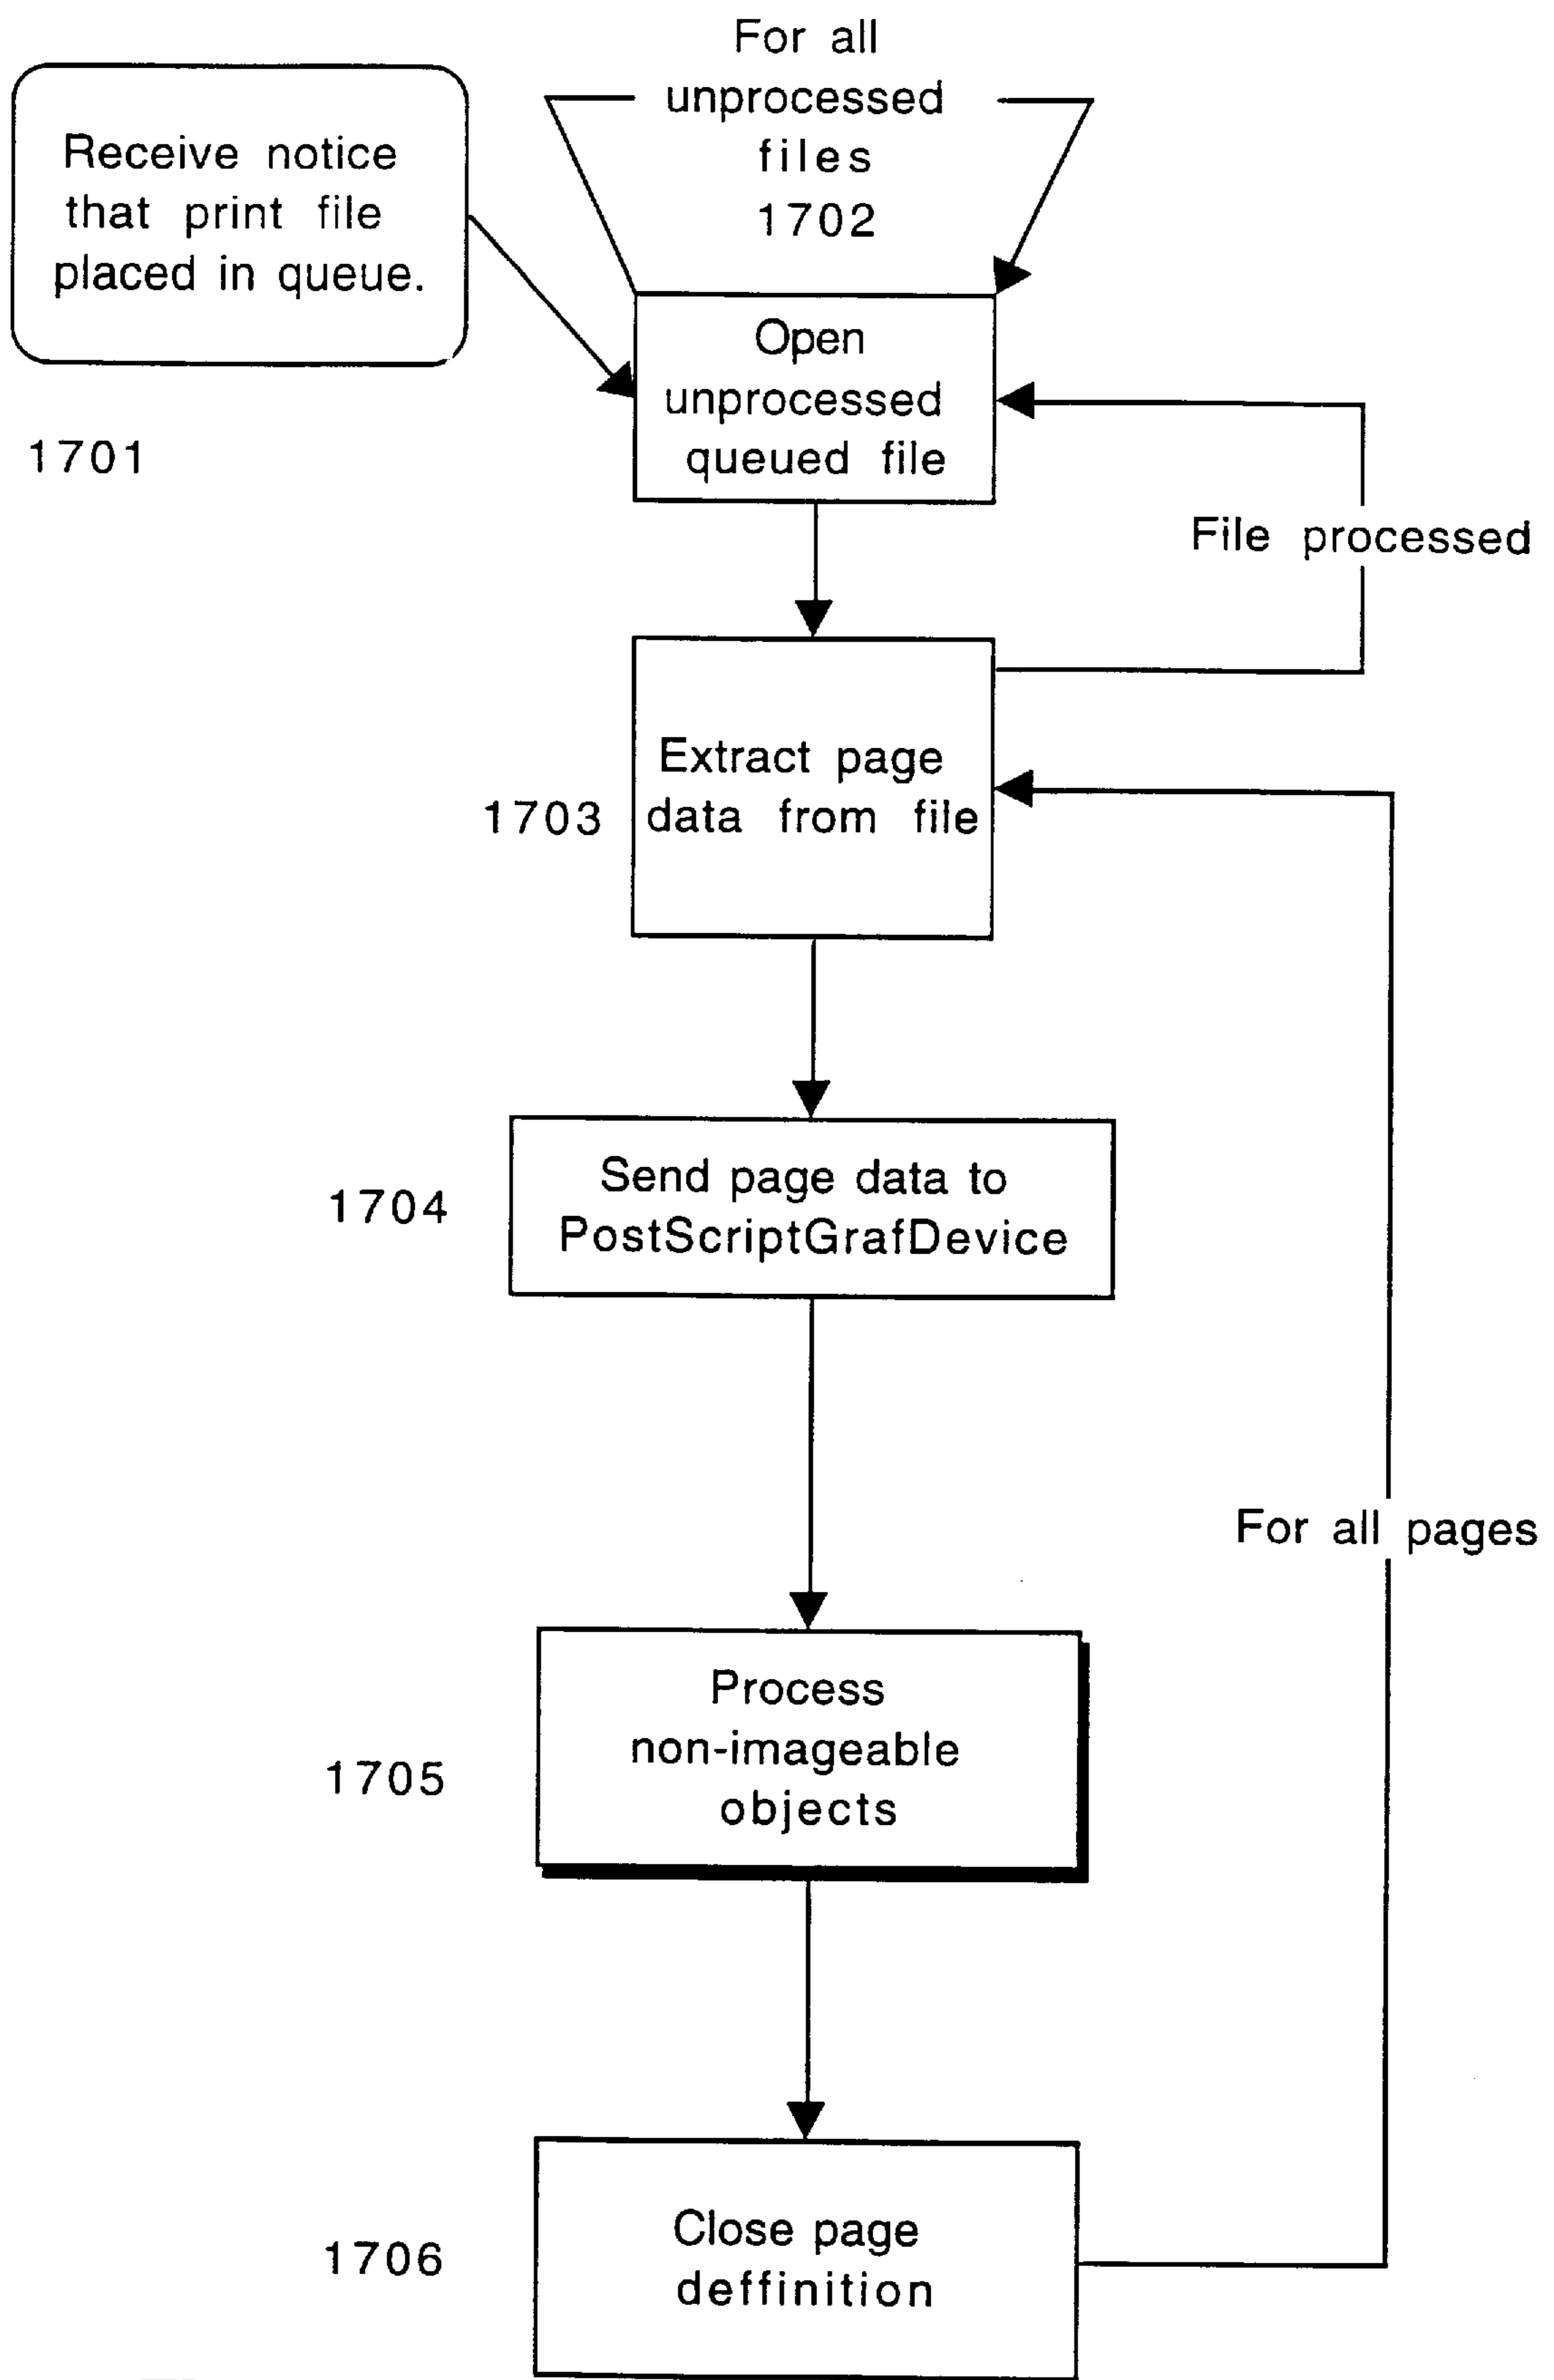 For all
unprocessed
files
1702
Receive notice
that print file
placed in queue.
1701
Open
unprocessed
queued file
File processed
Extract page
data from file
1703
Send page data to
PostScriptGrafDevice
1704
For all pages
Process
non-imageable
objects
1705
Close page
deffinition
1706